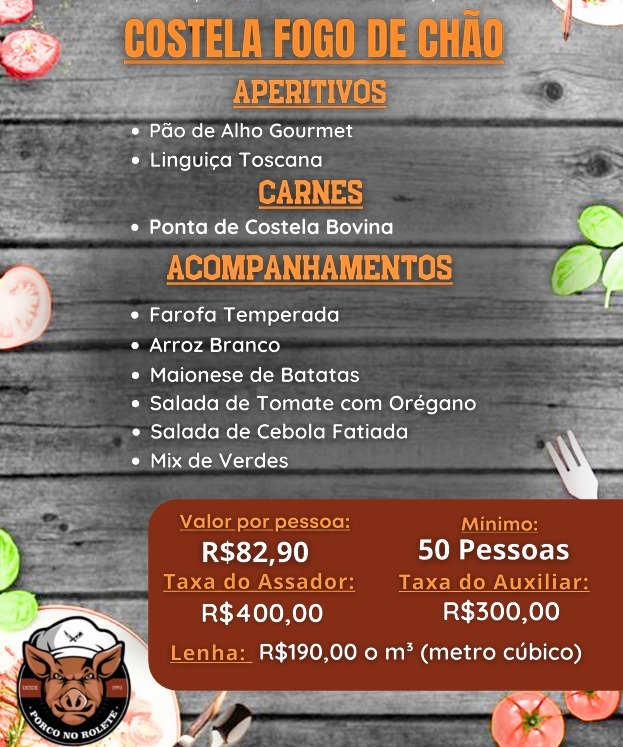 COSTELA FOGO DE CHÃO
APERITIVOS
• Pão de Alho Gourmet
• Linguiça Toscana
CARNES
• Ponta de Costela Bovina
ACOMPANHAMENTOS
• Farofa Temperada
• Arroz Branco
• Maionese de Batatas
• Salada de Tomate com Orégano
• Salada de Cebola Fatiada
• Mix de Verdes
Valor por pessoa:
R$82,90
Mínimo:
50 Pessoas
Taxa do Assador:
R$400,00
Taxa do Auxiliar:
R$300,00
Lenha: R$190,00 o m³ (metro cúbico)
DESDE 1993
PORCO NO ROLETE